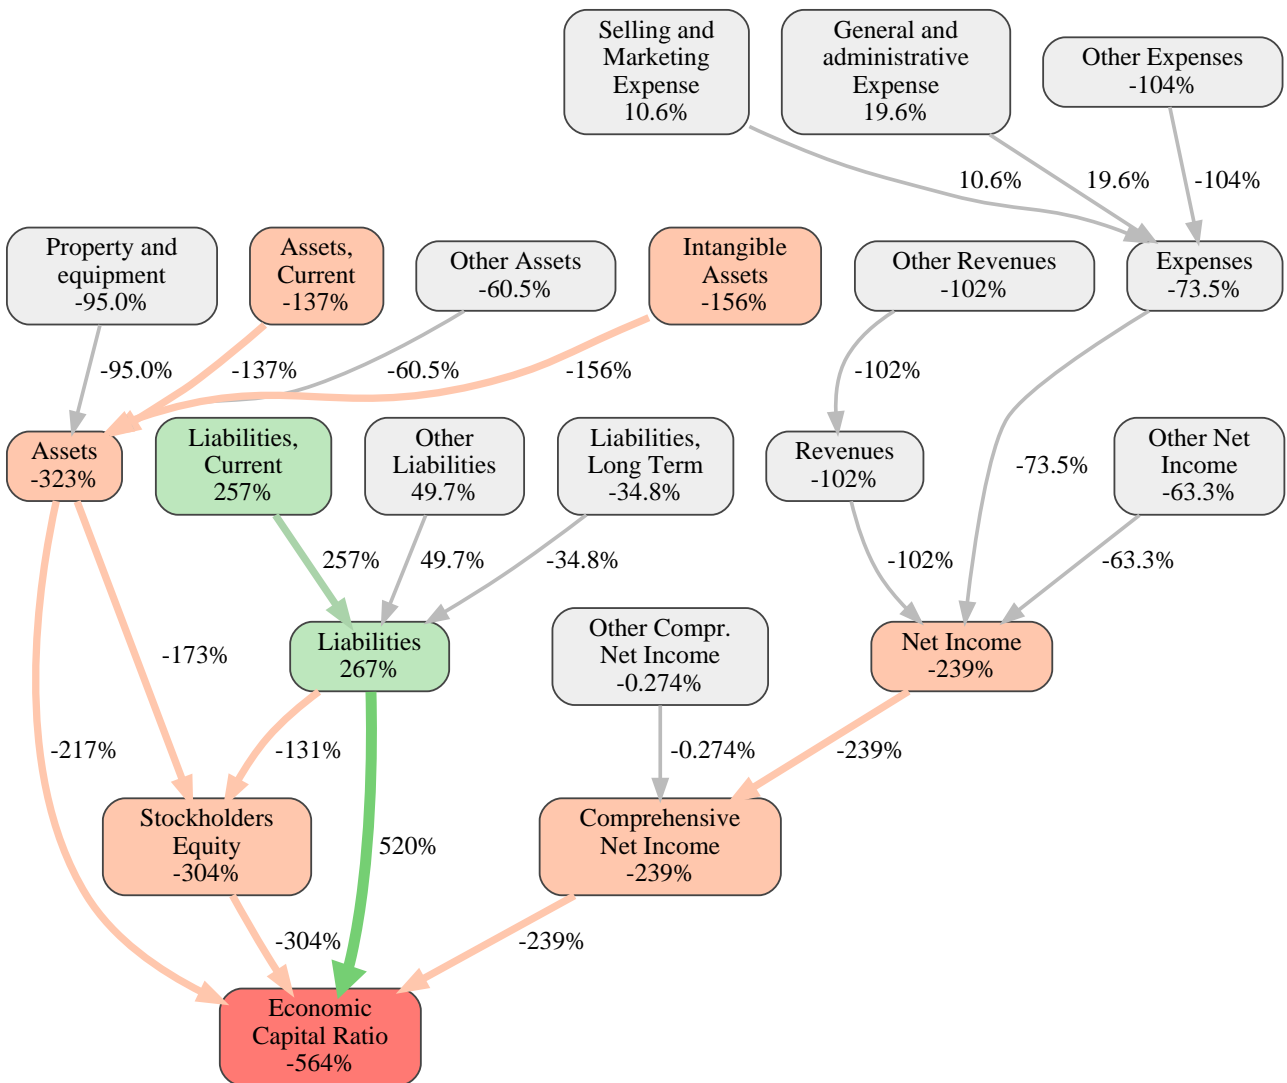 Selling and
Marketing
Expense
10.6%
General and
administrative
Expense
19.6%
Other Expenses
-104%
10.6%
19.6%
-104%
Property and
equipment
-95.0%
Assets,
Current
-137%
Other Assets
-60.5%
Intangible
Assets
-156%
Other Revenues
-102%
Expenses
-73.5%
-95.0%
-137%
-60.5%
-156%
-102%
Assets
-323%
Liabilities,
Current
257%
Other
Liabilities
49.7%
Liabilities,
Long Term
-34.8%
Revenues
-102%
-73.5%
Other Net
Income
-63.3%
257%
49.7%
-34.8%
-102%
-63.3%
-173%
Liabilities
267%
Other Compr.
Net Income
-0.274%
Net Income
-239%
-217%
-131%
-0.274%
-239%
Stockholders
Equity
-304%
520%
Comprehensive
Net Income
-239%
-304%
-239%
Economic
Capital Ratio
-564%